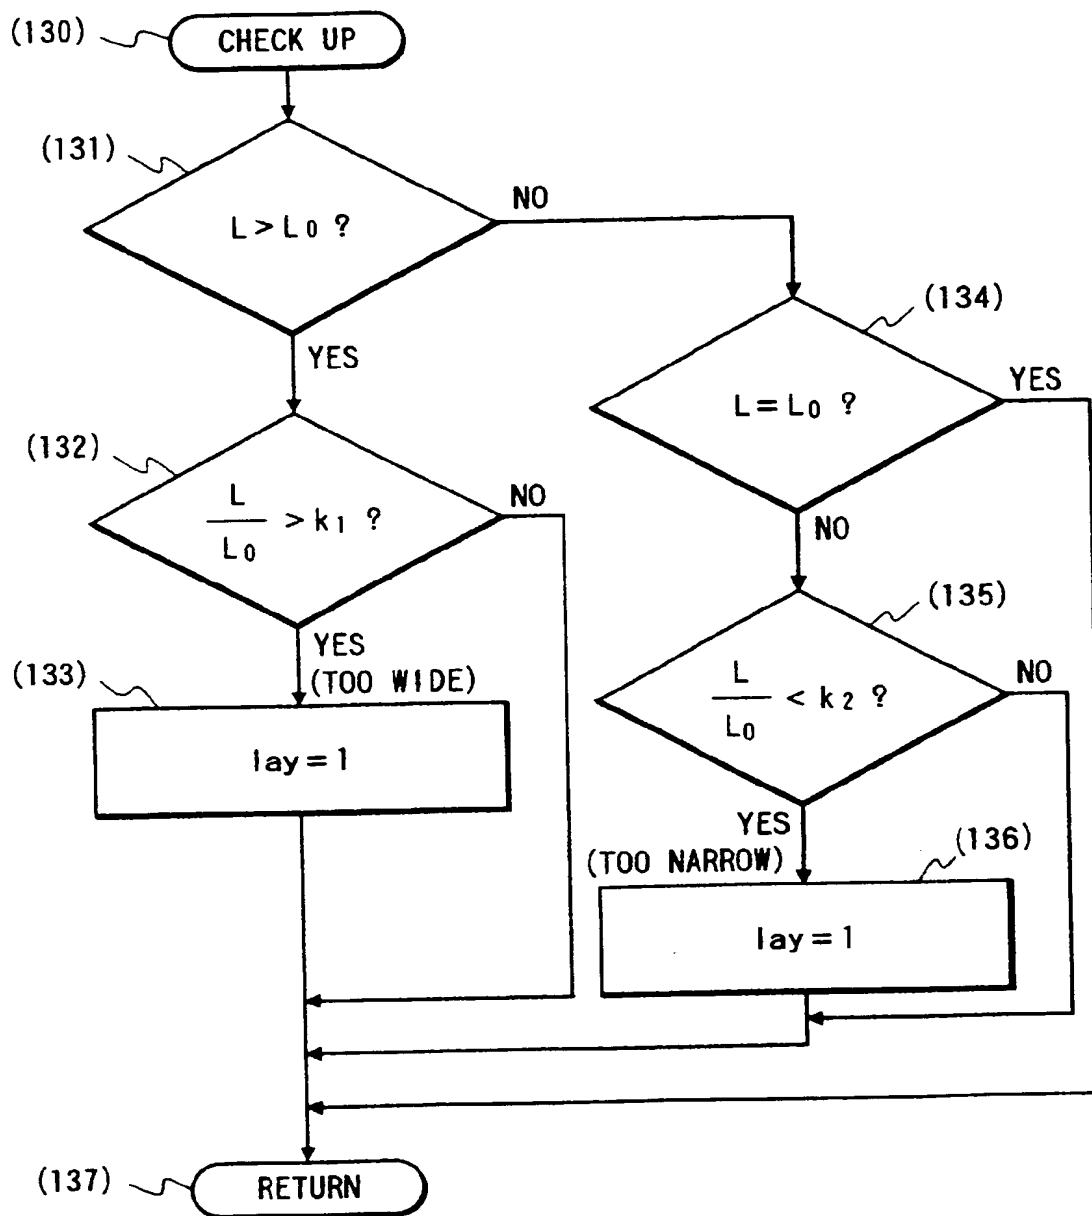 (130)
CHECK UP
(131)
L > L0 ?
NO
YES
(134)
L = L0 ?
YES
NO
(132)
L
L0
> k1 ?
NO
YES
(TOO WIDE)
(133)
lay = 1
(135)
L
L0
< k2 ?
NO
YES
(TOO NARROW)
(136)
lay = 1
(137)
RETURN